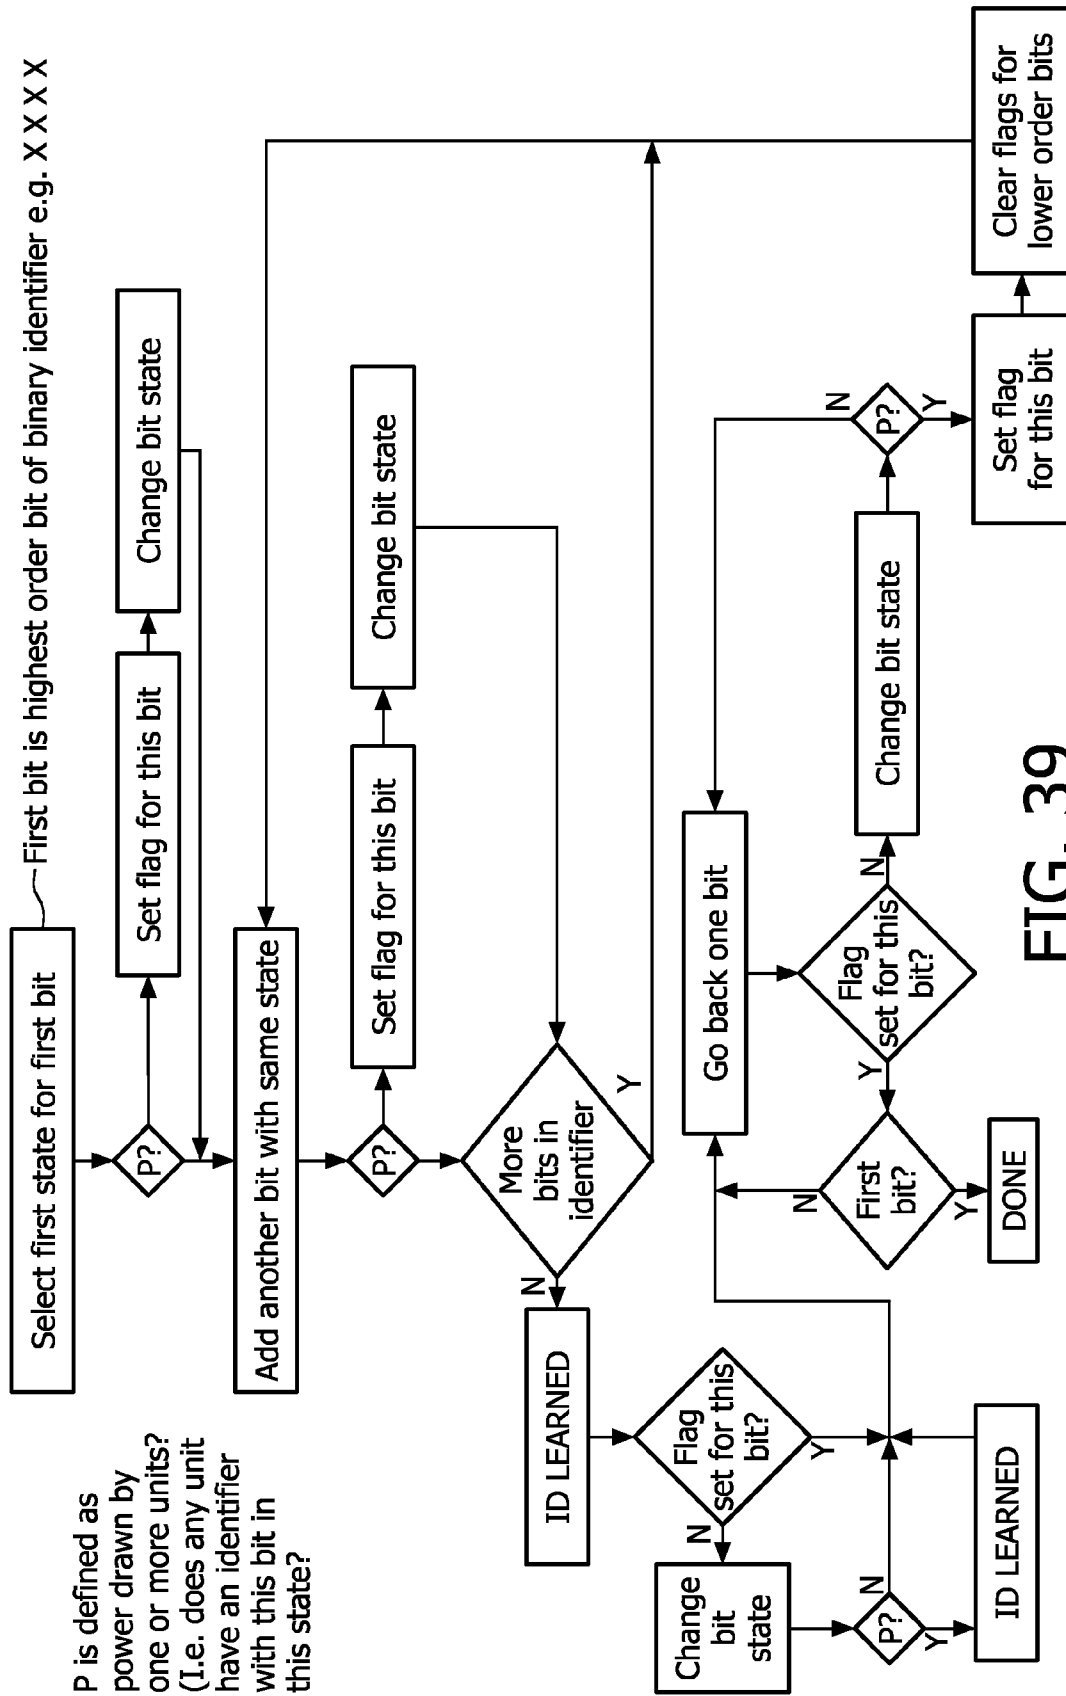 Select first state for first bit
First bit is highest order bit of binary identifier e.g. X X X X
P?
Set flag for this bit
Change bit state
Add another bit with same state
P?
Set flag for this bit
Change bit state
More
bits in
identifier
Y
N
ID LEARNED
Flag
set for this
bit?
Y
N
Change
bit
state
P?
N
Y
ID LEARNED
Go back one bit
Flag
set for this
bit?
Y
N
First
bit?
N
Y
DONE
Change bit state
P?
N
Y
Set flag
for this bit
Clear flags for
lower order bits
P is defined as
power drawn by
one or more units?
(I.e. does any unit
have an identifier
with this bit in
this state?
FIG. 39